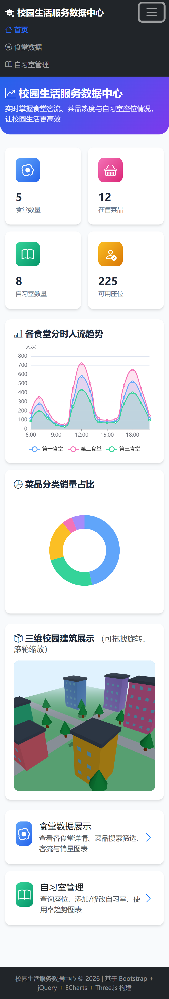 校园生活服务数据中心
首页
食堂数据
自习室管理
校园生活服务数据中心
实时掌握食堂客流、菜品热度与自习室座位情况，
让校园生活更高效
5
食堂数量
12
在售菜品
8
自习室数量
225
可用座位
各食堂分时人流趋势
人次
800
700
600
500
400
300
200
100
0
6:00 9:00 12:00 15:00 18:00
第一食堂 第二食堂 第三食堂
菜品分类销量占比
三维校园建筑展示 （可拖拽旋转、
滚轮缩放）
食堂数据展示
查看各食堂详情、菜品搜索筛选、
客流与销量图表
自习室管理
查询座位、添加/修改自习室、使
用率趋势图表
校园生活服务数据中心 © 2026 | 基于 Bootstrap +
jQuery + ECharts + Three.js 构建